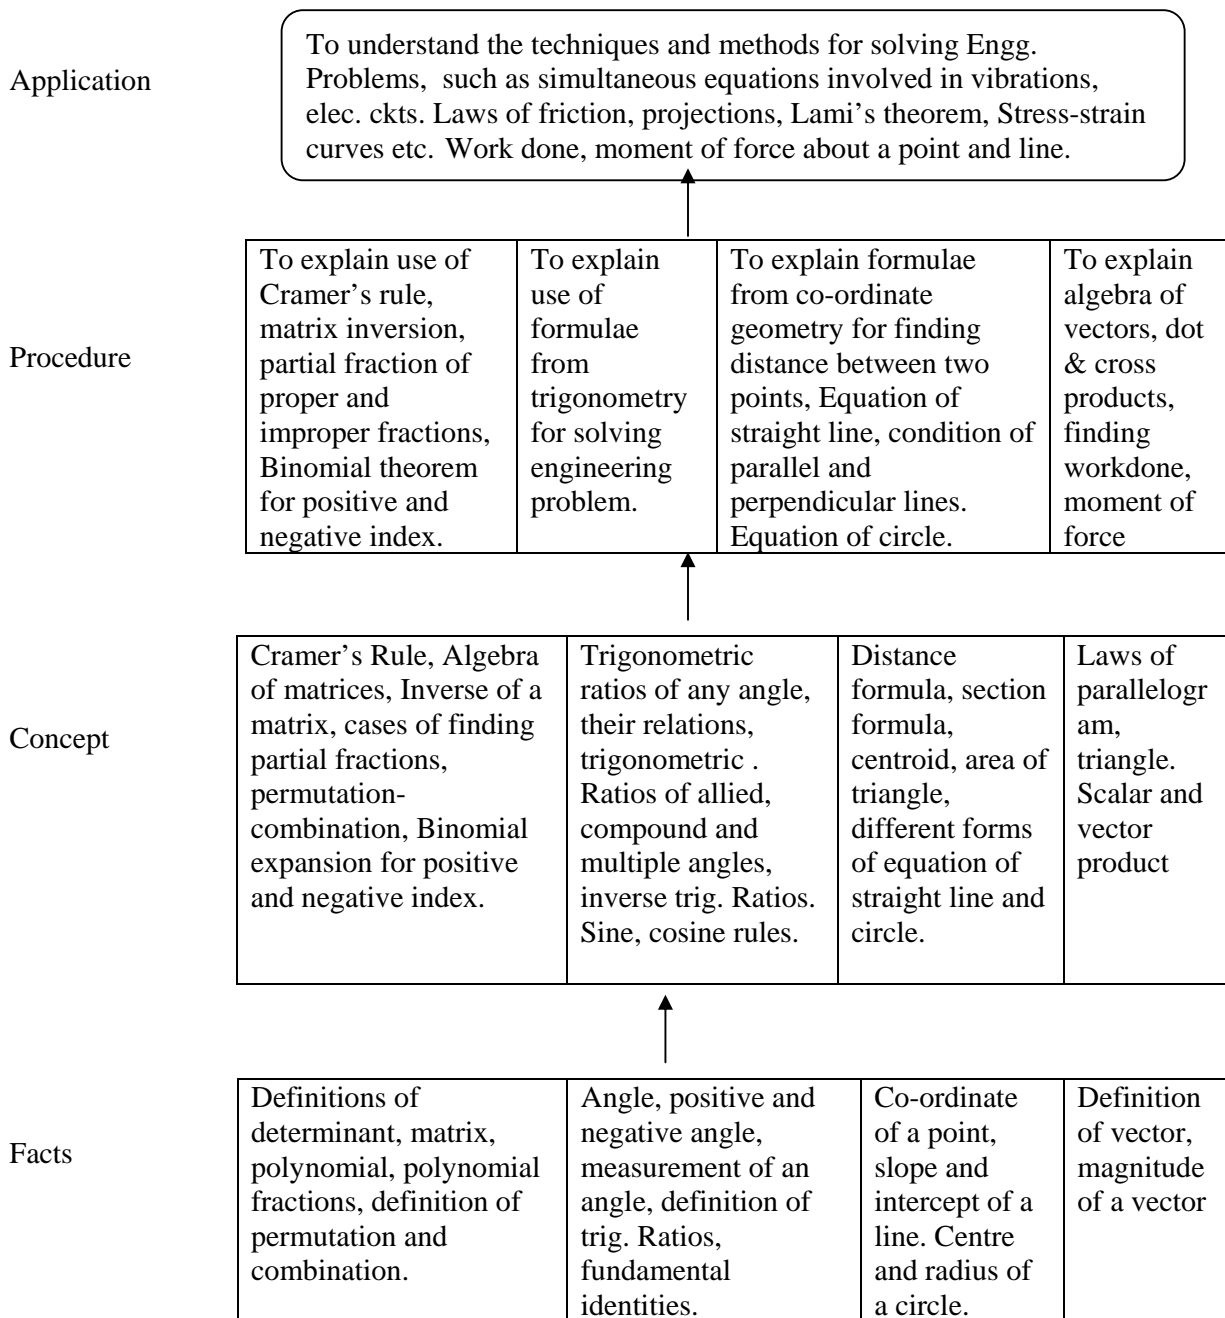 Application
To understand the techniques and methods for solving Engg.
Problems,  such as simultaneous equations involved in vibrations,
elec. ckts. Laws of friction, projections, Lami’s theorem, Stress-strain
curves etc.  Work done, moment of force about a point and line.
Procedure
To explain use of
Cramer’s rule,
matrix inversion,
partial fraction of
proper and
improper fractions,
Binomial theorem
for positive and
negative index.
To explain
use of
formulae
from
trigonometry
for solving
engineering
problem.
To explain formulae
from co-ordinate
geometry for finding
distance between two
points, Equation of
straight line, condition of
parallel and
perpendicular lines.
Equation of circle.
To explain
algebra of
vectors, dot
& cross
products,
finding
workdone,
moment of
force
Concept
Cramer’s Rule, Algebra
of matrices, Inverse of a
matrix, cases of finding
partial fractions,
permutation-
combination, Binomial
expansion for positive
and negative index.
Trigonometric
ratios of any angle,
their relations,
trigonometric .
Ratios of allied,
compound and
multiple angles,
inverse trig. Ratios.
Sine, cosine rules.
Distance
formula, section
formula,
centroid, area of
triangle,
different forms
of equation of
straight line and
circle.
Laws of
parallelogr
am,
triangle.
Scalar and
vector
product
Facts
Definitions of
determinant, matrix,
polynomial, polynomial
fractions, definition of
permutation and
combination.
Angle, positive and
negative angle,
measurement of an
angle, definition of
trig. Ratios,
fundamental
identities.
Co-ordinate
of a point,
slope and
intercept of a
line. Centre
and radius of
a circle.
Definition
of vector,
magnitude
of a vector